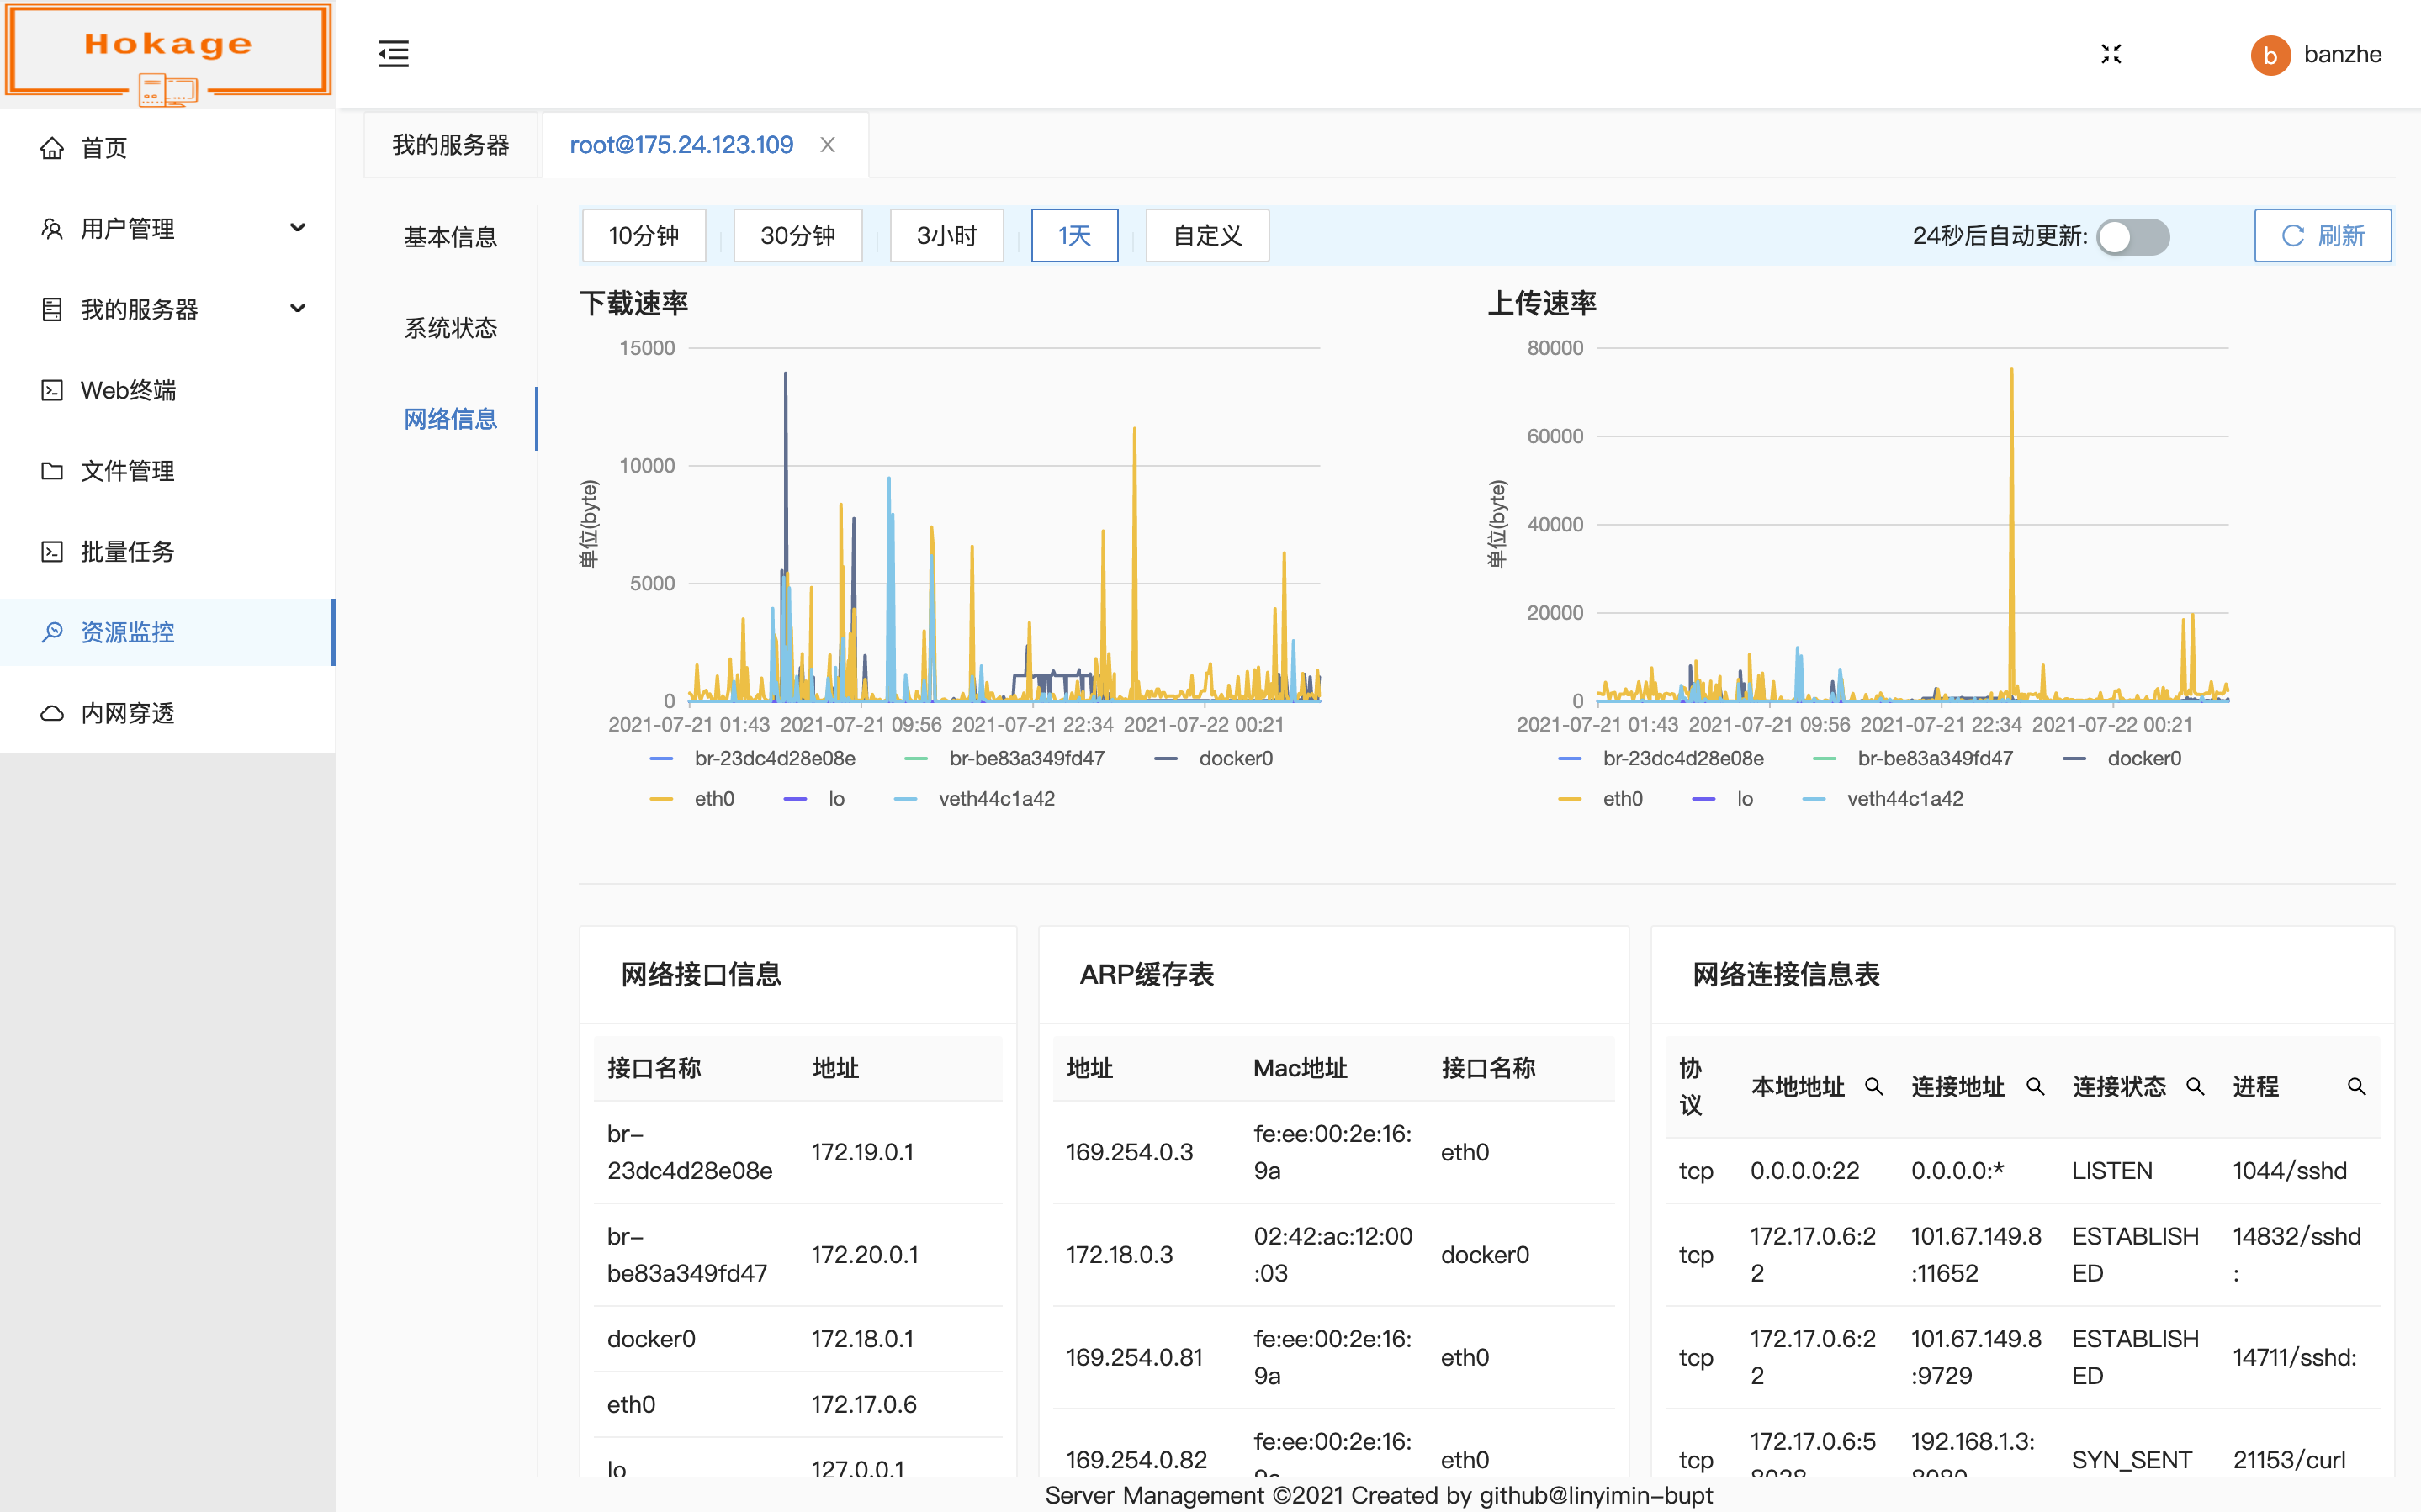 Hokage
banzhe
首页
用户管理
我的服务器
Web终端
文件管理
批量任务
资源监控
内网穿透
我的服务器 root@175.24.123.109
基本信息
系统状态
网络信息
10分钟 30分钟 3小时 1天 自定义 24秒后自动更新: 刷新
下载速率
15000
10000
5000
0
单位(byte)
2021-07-21 01:43 2021-07-21 09:56 2021-07-21 22:34 2021-07-22 00:21
br-23dc4d28e08e br-be83a349fd47 docker0
eth0 lo veth44c1a42
上传速率
80000
60000
40000
20000
0
单位(byte)
2021-07-21 01:43 2021-07-21 09:56 2021-07-21 22:34 2021-07-22 00:21
br-23dc4d28e08e br-be83a349fd47 docker0
eth0 lo veth44c1a42
网络接口信息
接口名称 地址
br-
23dc4d28e08e 172.19.0.1
br-
be83a349fd47 172.20.0.1
docker0 172.18.0.1
eth0 172.17.0.6
lo 127.0.0.1
ARP缓存表
地址 Mac地址 接口名称
169.254.0.3 fe:ee:00:2e:16: eth0
9a
172.18.0.3 02:42:ac:12:00 docker0
:03
169.254.0.81 fe:ee:00:2e:16: eth0
9a
169.254.0.82 fe:ee:00:2e:16: eth0
网络连接信息表
协
议 本地地址 连接地址 连接状态 进程
tcp 0.0.0.0:22 0.0.0.0:* LISTEN 1044/sshd
tcp 172.17.0.6:2 101.67.149.8 ESTABLISH 14832/sshd
2 :11652 ED :
tcp 172.17.0.6:2 101.67.149.8 ESTABLISH 14711/sshd:
2 :9729 ED
tcp 172.17.0.6:5 192.168.1.3: SYN_SENT 21153/curl
Server Management ©2021 Created by github@linyimin-bupt